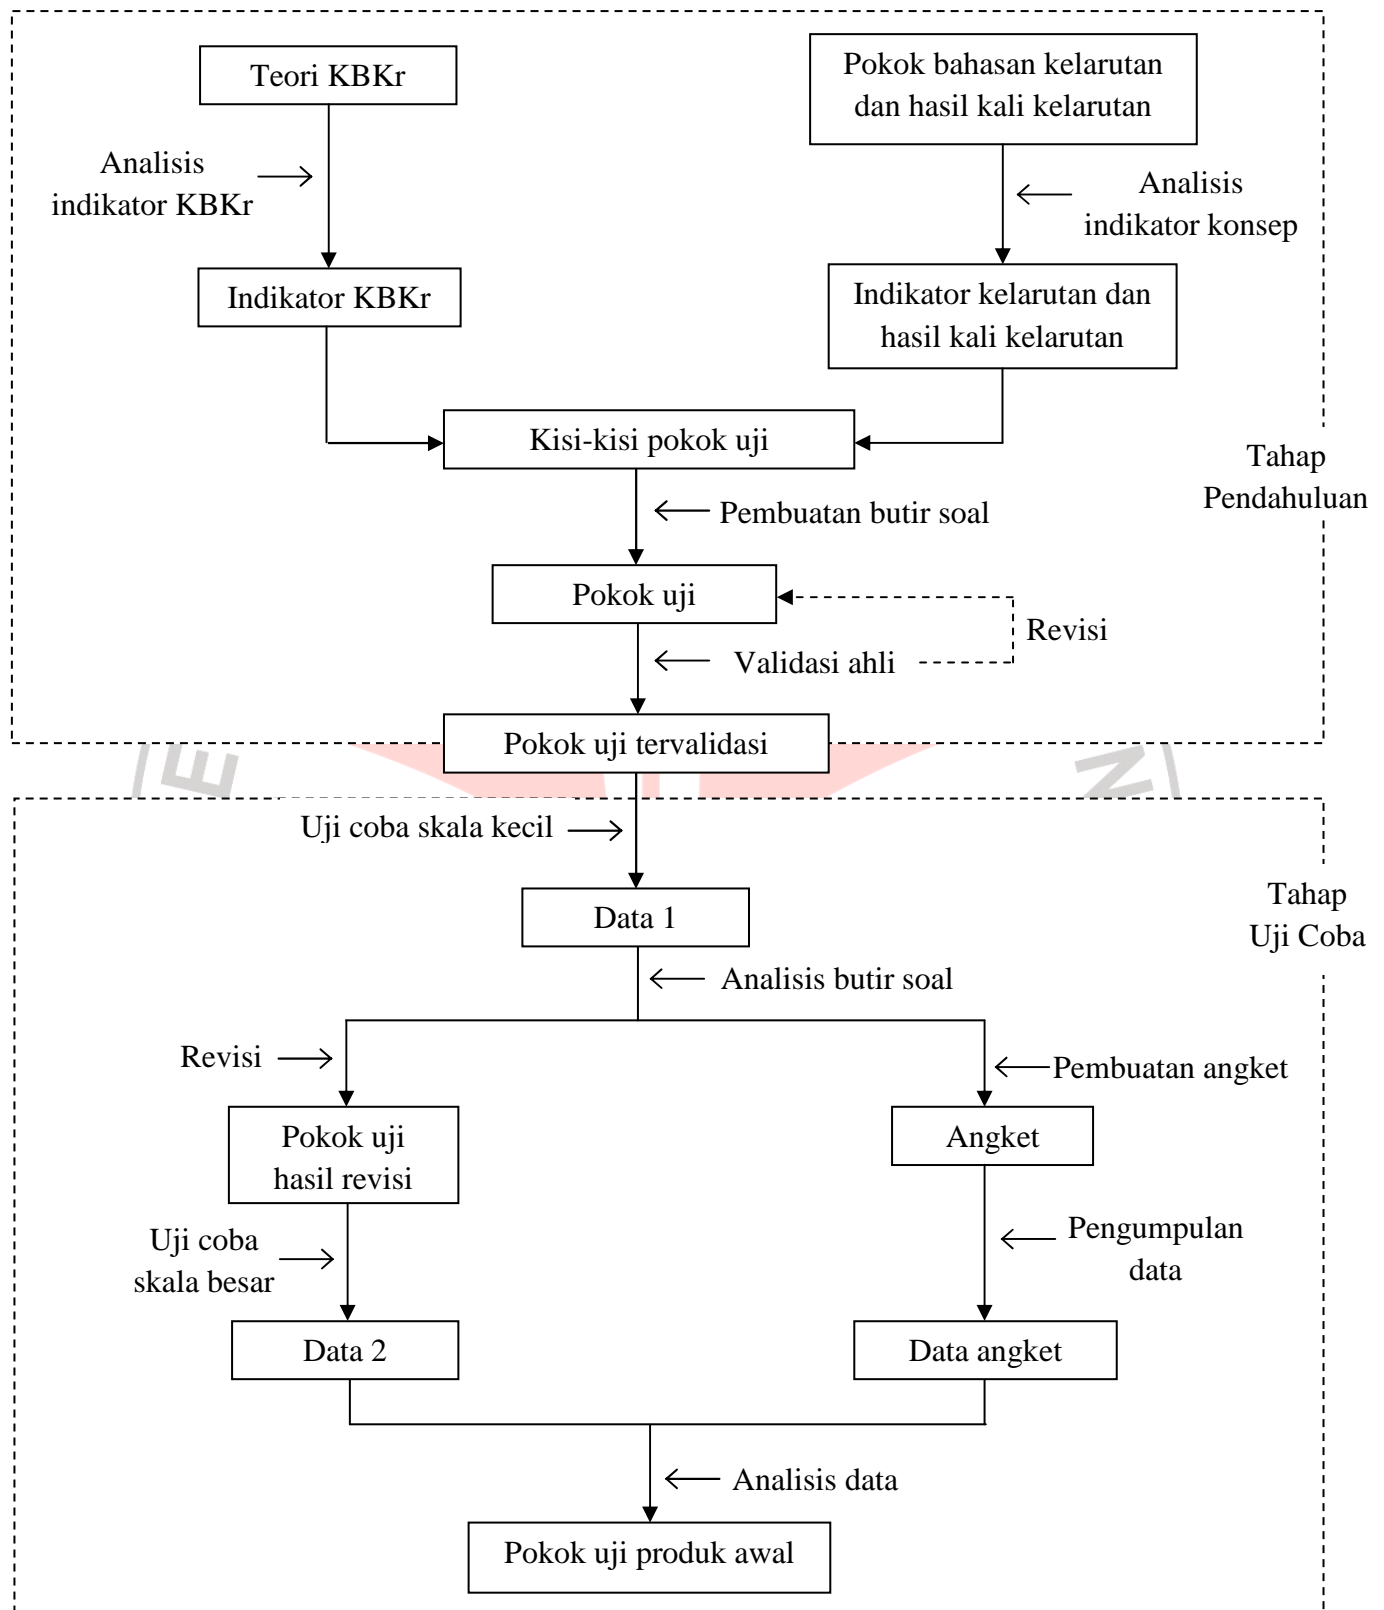 Teori KBKr
Pokok bahasan kelarutan
dan hasil kali kelarutan
Analisis
indikator KBKr
Analisis
indikator konsep
Indikator KBKr
Indikator kelarutan dan
hasil kali kelarutan
Kisi-kisi pokok uji
Tahap
Pendahuluan
Pembuatan butir soal
Pokok uji
Revisi
Validasi ahli
Pokok uji tervalidasi
E
N
Uji coba skala kecil
Data 1
Tahap
Uji Coba
Analisis butir soal
Revisi
Pembuatan angket
Pokok uji
hasil revisi
Angket
Uji coba
skala besar
Pengumpulan
data
Data 2
Data angket
Analisis data
Pokok uji produk awal